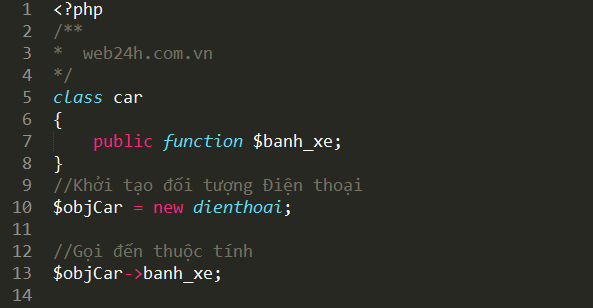 1 <?php
2 /**
3 *  web24h.com.vn
4 */
5 class car
6 {
7     public function $banh_xe;
8 }
9 //Khởi tạo đối tượng Điện thoại
10 $objCar = new dienthoai;
11
12 //Gọi đến thuộc tính
13 $objCar->banh_xe;
14